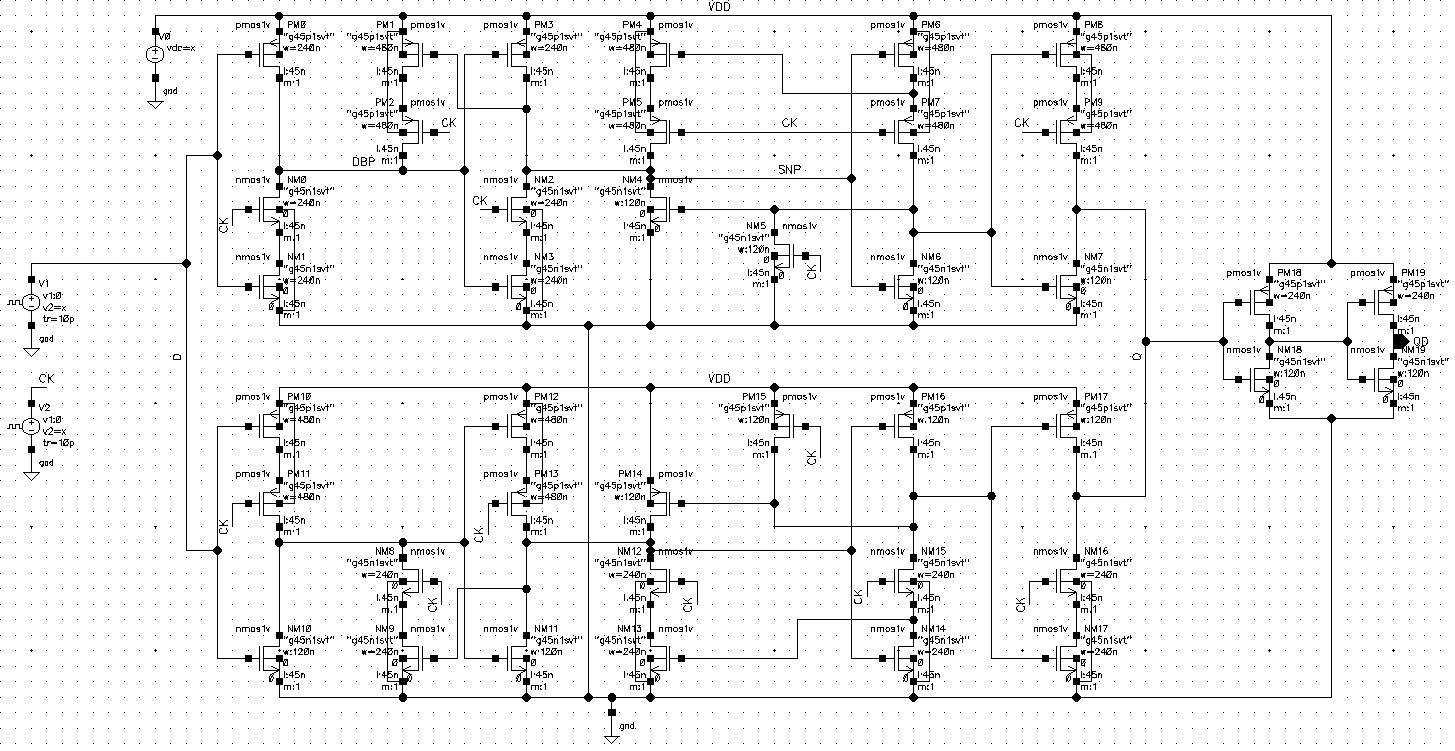 VDD
pmos1v PM0 PM1 pmos1v pmos1v PM3 PM4 pmos1v pmos1v PM6 pmos1v PM8
V0 "g45p1svt" "g45p1svt" "g45p1svt" "g45p1svt" "g45p1svt" "g45p1svt"
vdc=x w=240n w=480n w=240n w=480n w=480n w=480n
l:45n l:45n l:45n l:45n l:45n l:45n
m:1 m:1 m:1 m:1 m:1 m:1
gnd
PM2 pmos1v PM5 pmos1v pmos1v PM7 pmos1v PM9
"g45p1svt" "g45p1svt" "g45p1svt" "g45p1svt"
w=480n CK w=480n CK w=480n CK w=480n
l:45n l:45n l:45n l:45n
m:1 m:1 m:1 m:1
DBP SNP
nmos1v NM0 nmos1v NM2 NM4 nmos1v
"g45n1svt" "g45n1svt" "g45n1svt"
w=240n CK w=240n w:120n
0 0 0
CK l:45n l:45n l:45n
m:1 m:1 m:1
NM5 nmos1v
"g45n1svt"
w:120n
0
CK
l:45n
m:1
nmos1v NM1 nmos1v NM3 nmos1v NM6 nmos1v NM7
"g45n1svt" "g45n1svt" "g45n1svt" "g45n1svt"
w=240n w=240n w:120n w=240n
0 0 0 0
l:45n l:45n l:45n l:45n
m:1 m:1 m:1 m:1
V1
v1:0
v2=x
tr=10p
gnd
D
Q
pmos1v PM18 pmos1v PM19
"g45p1svt" "g45p1svt"
w=240n w=240n
l:45n l:45n
m:1 m:1
QD
nmos1v NM18 nmos1v NM19
"g45n1svt" "g45n1svt"
w:120n w:120n
0 0
l:45n l:45n
m:1 m:1
CK
V2
v1:0
v2=x
tr=10p
gnd
VDD
pmos1v PM10 pmos1v PM12 PM15 pmos1v pmos1v PM16 pmos1v PM17
"g45p1svt" "g45p1svt" "g45p1svt" "g45p1svt" "g45p1svt"
w=480n w=480n w:120n w:120n w:120n
l:45n l:45n l:45n l:45n l:45n
m:1 m:1 m:1 m:1 m:1
CK
pmos1v PM11 pmos1v PM13 PM14 pmos1v
"g45p1svt" "g45p1svt" "g45p1svt"
w=480n w=480n w:120n
l:45n l:45n l:45n
m:1 m:1 m:1
CK CK
NM8 nmos1v NM12 nmos1v nmos1v NM15 nmos1v NM16
"g45n1svt" "g45n1svt" "g45n1svt" "g45n1svt"
w=240n w=240n w=240n w=240n
0 0 0 0
l:45n l:45n l:45n l:45n
m:1 m:1 m:1 m:1
CK CK CK CK
nmos1v NM10 NM9 nmos1v nmos1v NM11 NM13 nmos1v nmos1v NM14 nmos1v NM17
"g45n1svt" "g45n1svt" "g45n1svt" "g45n1svt" "g45n1svt" "g45n1svt"
w:120n w=240n w:120n w=240n w=240n w=240n
0 0 0 0 0 0
l:45n l:45n l:45n l:45n l:45n l:45n
m:1 m:1 m:1 m:1 m:1 m:1
gnd